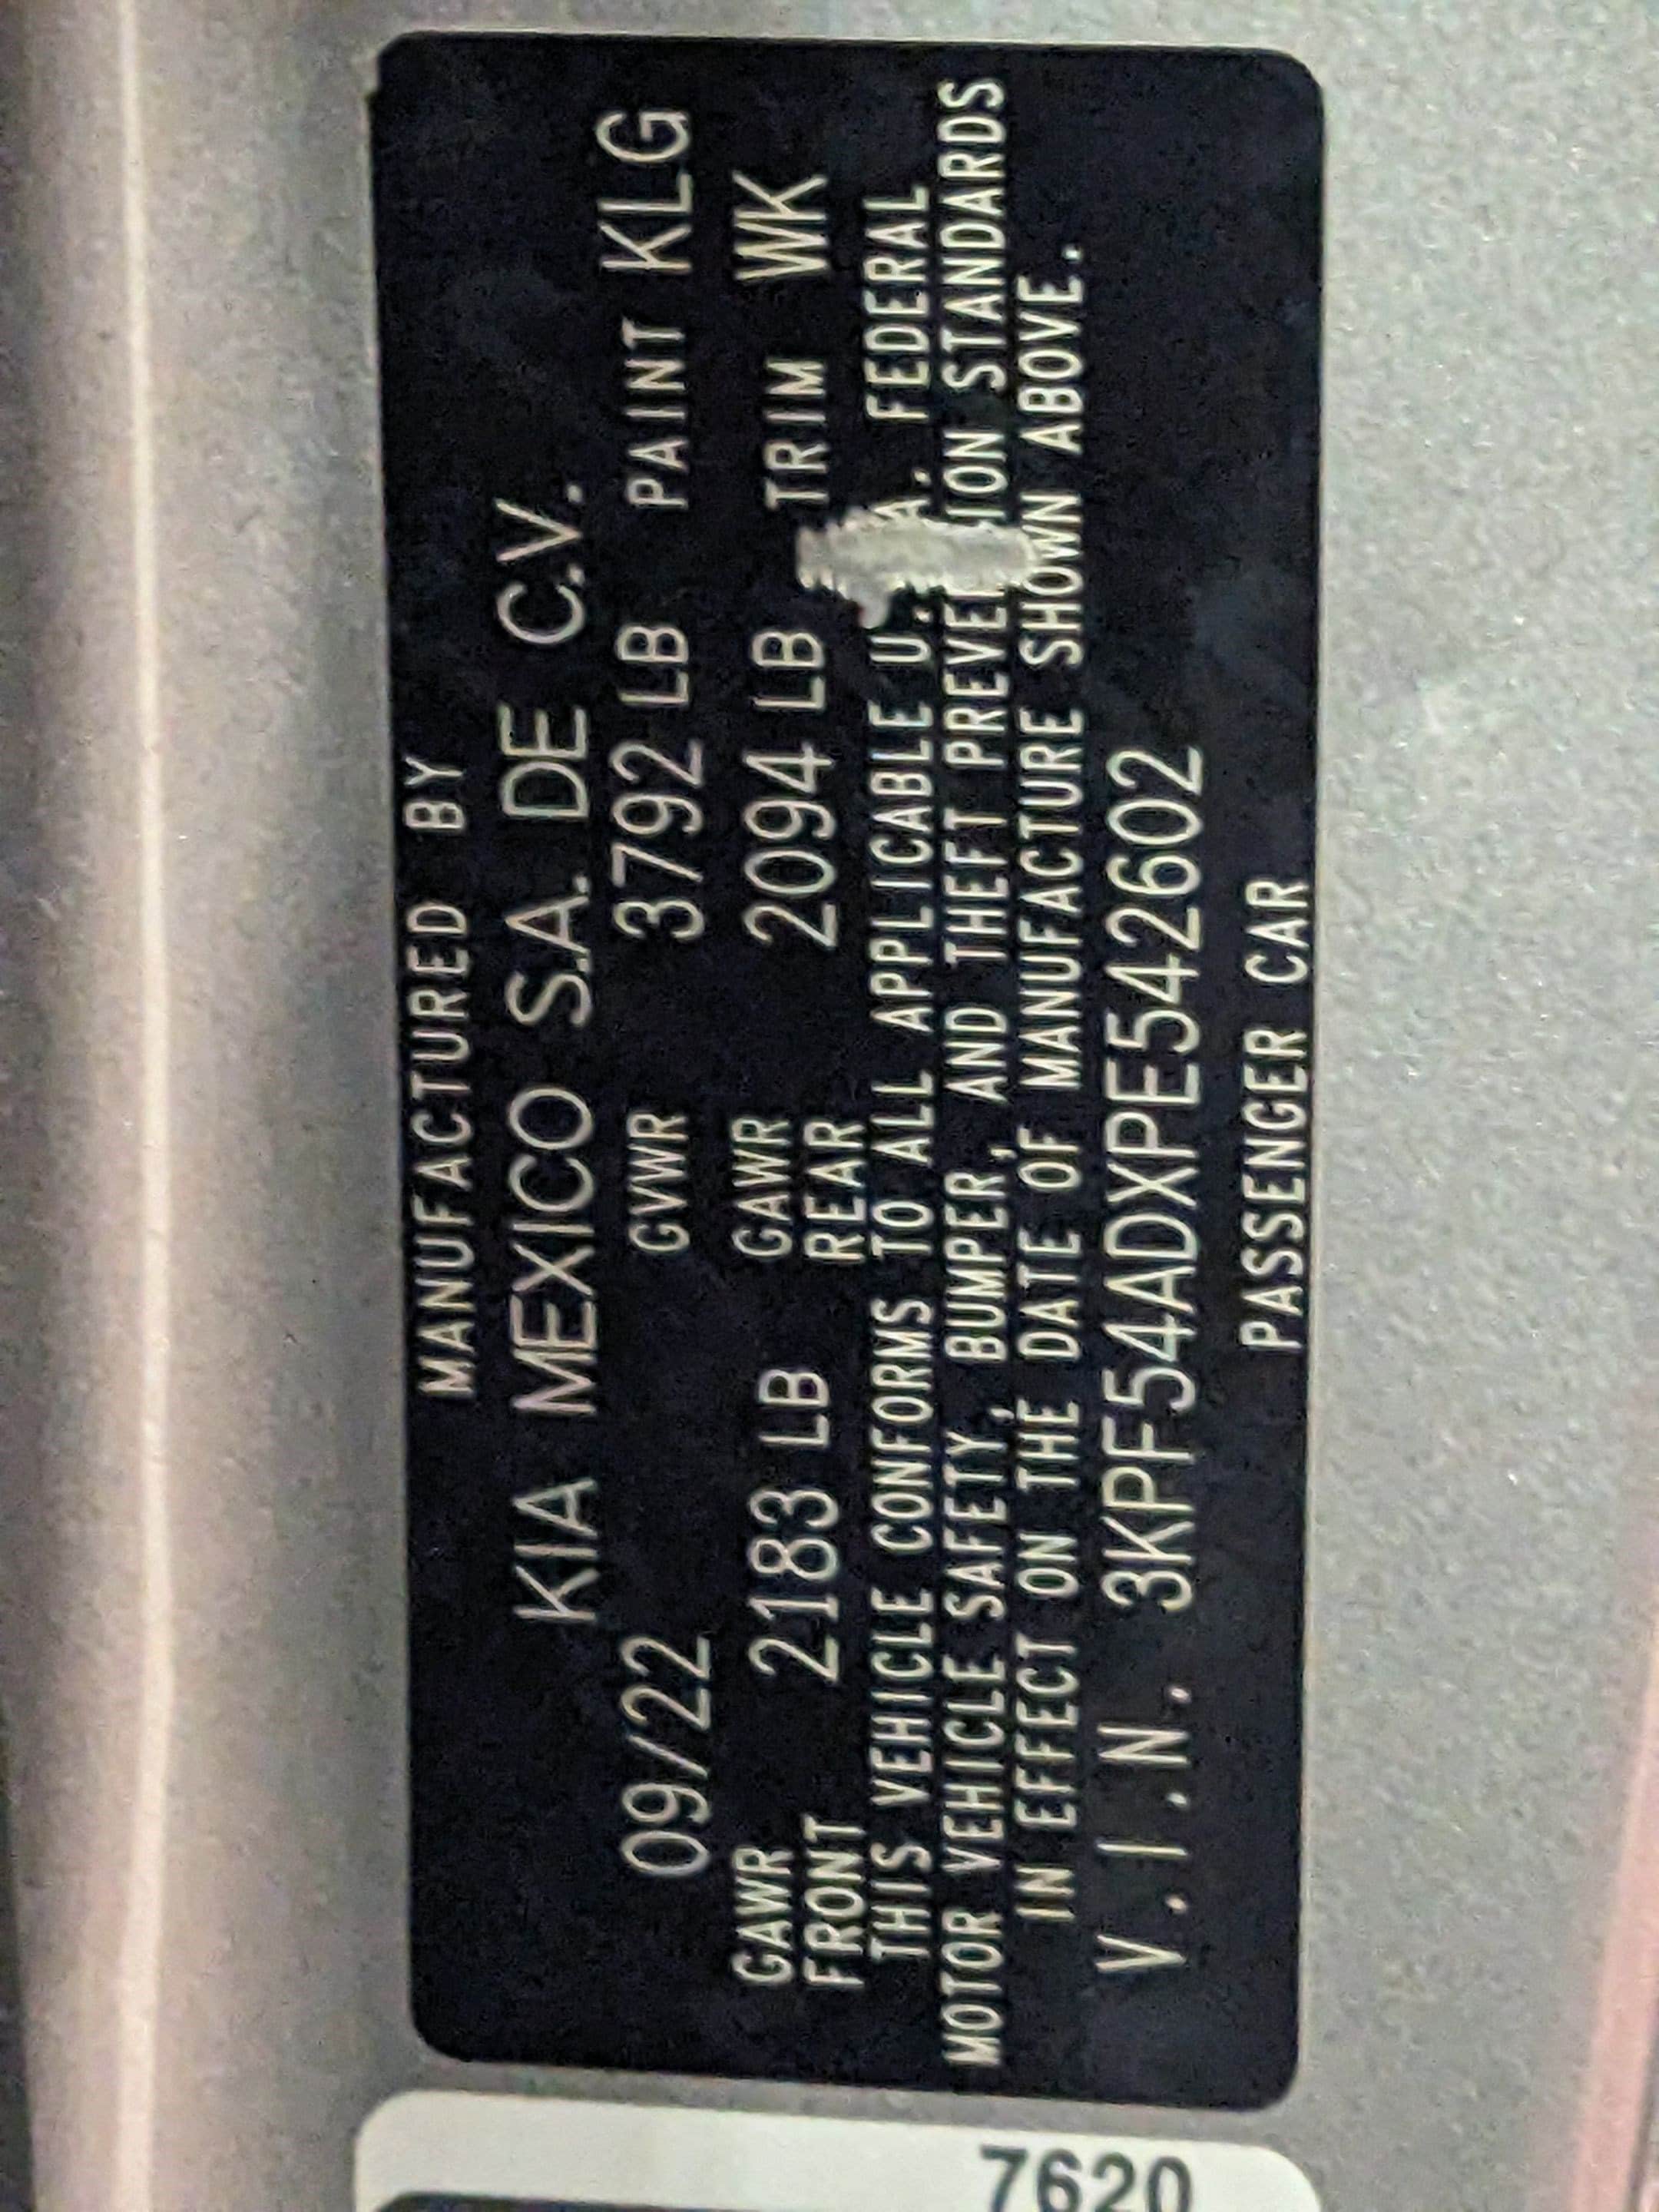 MANUFACTURED BY
KIA MEXICO S.A. DE C.V.
09/22 GVWR 3792 LB PAINT KLG
GAWR FRONT 2183 LB GAWR REAR 2094 LB TRIM WK
THIS VEHICLE CONFORMS TO ALL APPLICABLE U. A. FEDERAL
MOTOR VEHICLE SAFETY, BUMPER, AND THEFT STANDARDS
IN EFFECT ON THE DATE OF MANUFACTURE SHOWN ABOVE.
V.I.N. 3KPF54ADXPE542602
PASSENGER CAR
7620